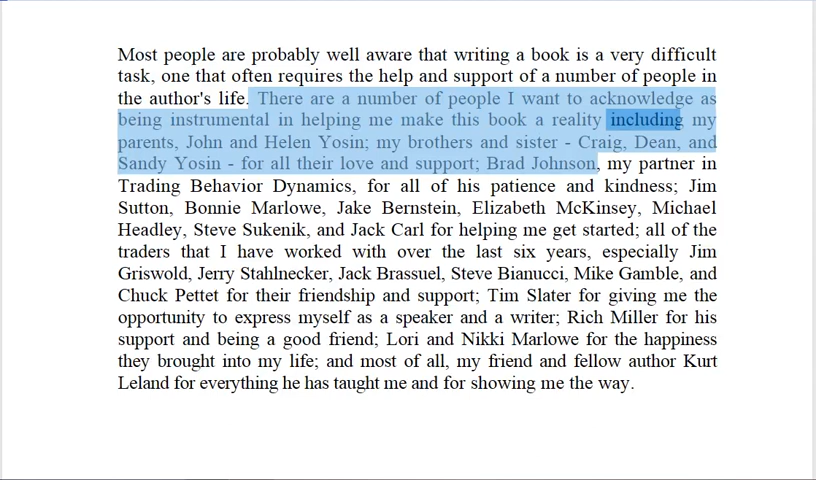 Most people are probably well aware that writing a book is a very difficult
task, one that often requires the help and support of a number of people in
the author's life. There are a number of people I want to acknowledge as
being instrumental in helping me make this book a reality including my
parents, John and Helen Yosin; my brothers and sister - Craig, Dean, and
Sandy Yosin - for all their love and support; Brad Johnson, my partner in
Trading Behavior Dynamics, for all of his patience and kindness; Jim
Sutton, Bonnie Marlowe, Jake Bernstein, Elizabeth McKinsey, Michael
Headley, Steve Sukenik, and Jack Carl for helping me get started; all of the
traders that I have worked with over the last six years, especially Jim
Griswold, Jerry Stahlnecker, Jack Brassuel, Steve Bianucci, Mike Gamble, and
Chuck Pettet for their friendship and support; Tim Slater for giving me the
opportunity to express myself as a speaker and a writer; Rich Miller for his
support and being a good friend; Lori and Nikki Marlowe for the happiness
they brought into my life; and most of all, my friend and fellow author Kurt
Leland for everything he has taught me and for showing me the way.